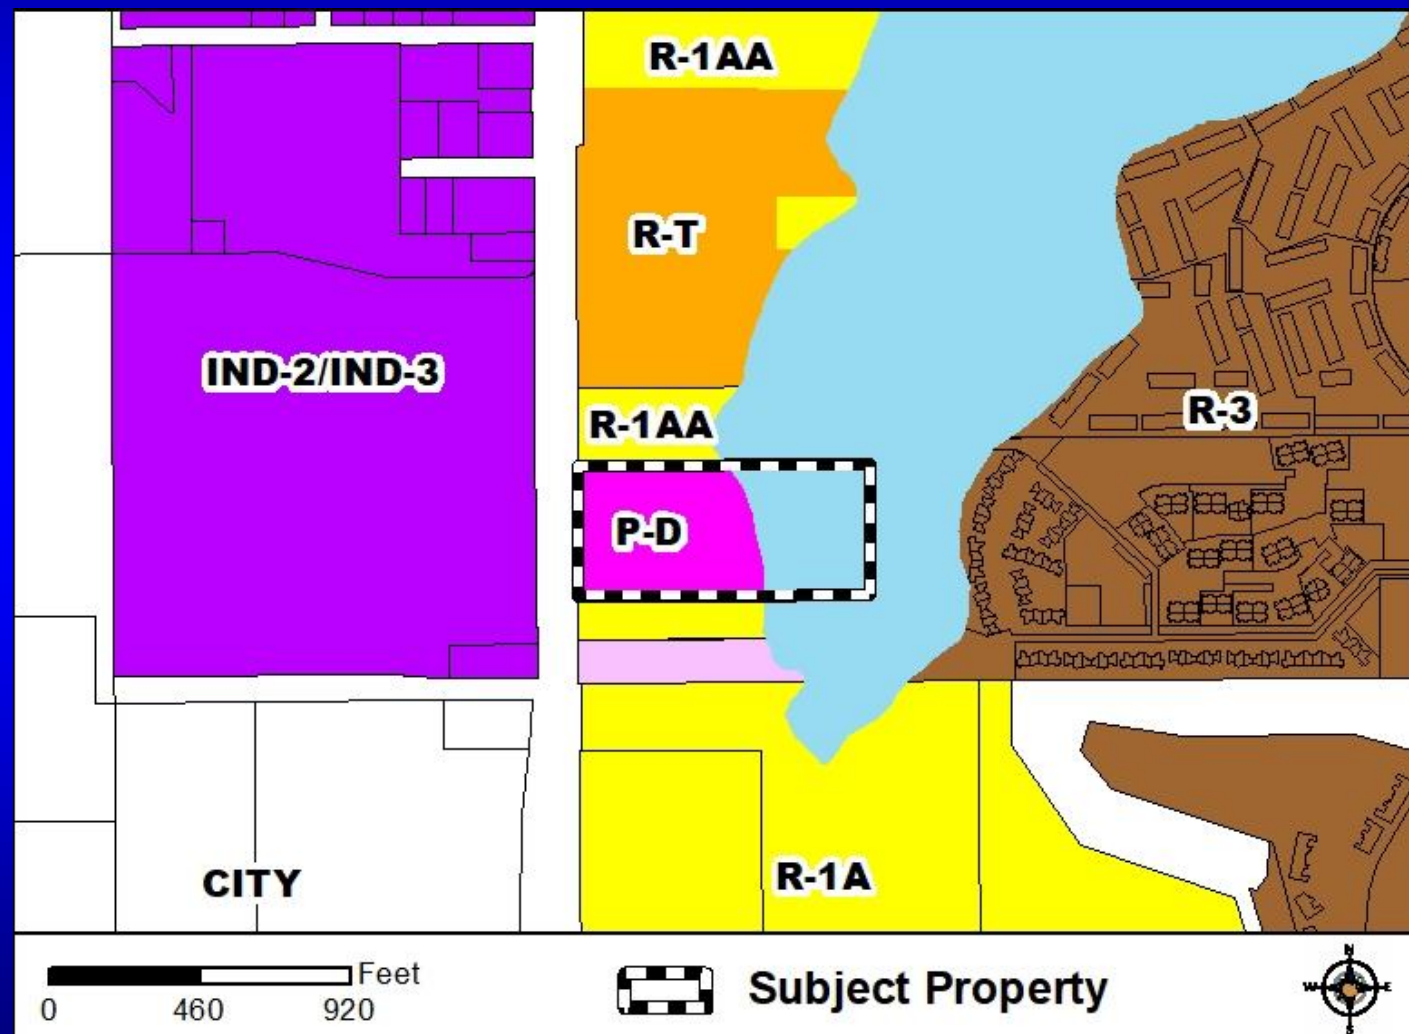 R-1AA
R-T
IND-2/IND-3
R-1AA
R-3
P-D
CITY
R-1A
Feet
0 460 920
Subject Property
N
W E
S